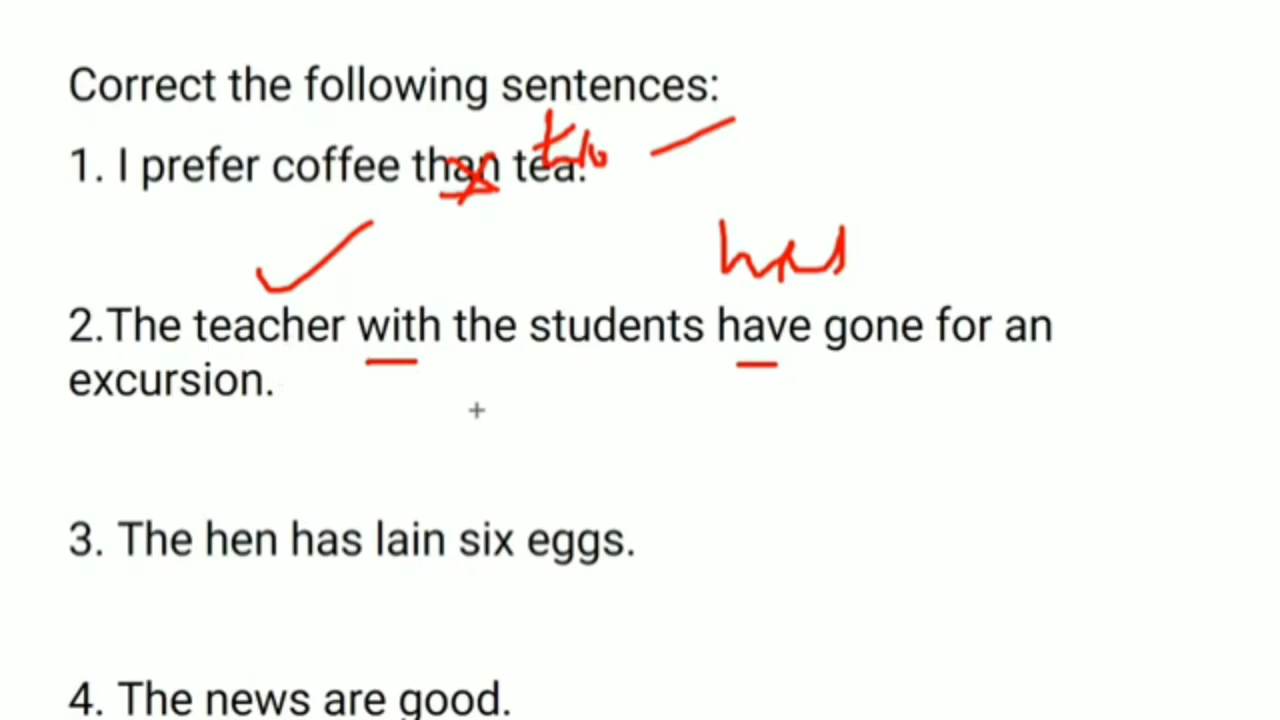 Correct the following sentences:
to
1. I prefer coffee than tea.
has
2.The teacher with the students have gone for an
excursion.
3. The hen has lain six eggs.
4. The news are good.